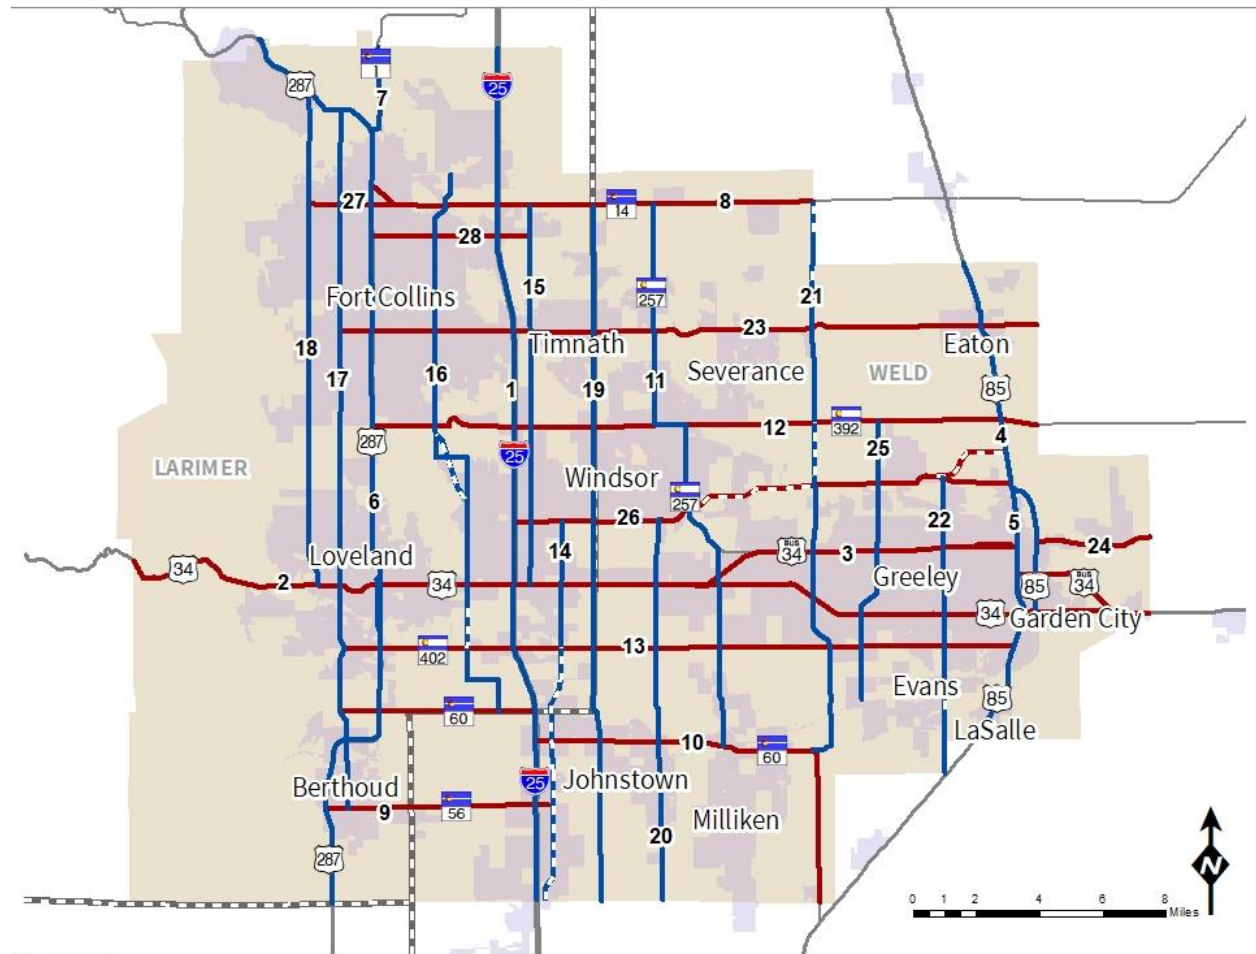 1
287
25
7
27
8
14
28
15
257
21
Fort Collins
23
Timnath
Eaton
18
Severance
WELD
17
16
1
19
11
85
392
12
4
287
25
25
LARIMER
Windsor
6
257
26
22
5
14
BUS
34
3
24
Loveland
34
2
34
Greeley
85
BUS
34
34
Garden City
402
13
Evans
85
60
LaSalle
10
60
Berthoud
25
Johnstown
9
56
Milliken
20
287
N
0 1 2 4 6 8
Miles